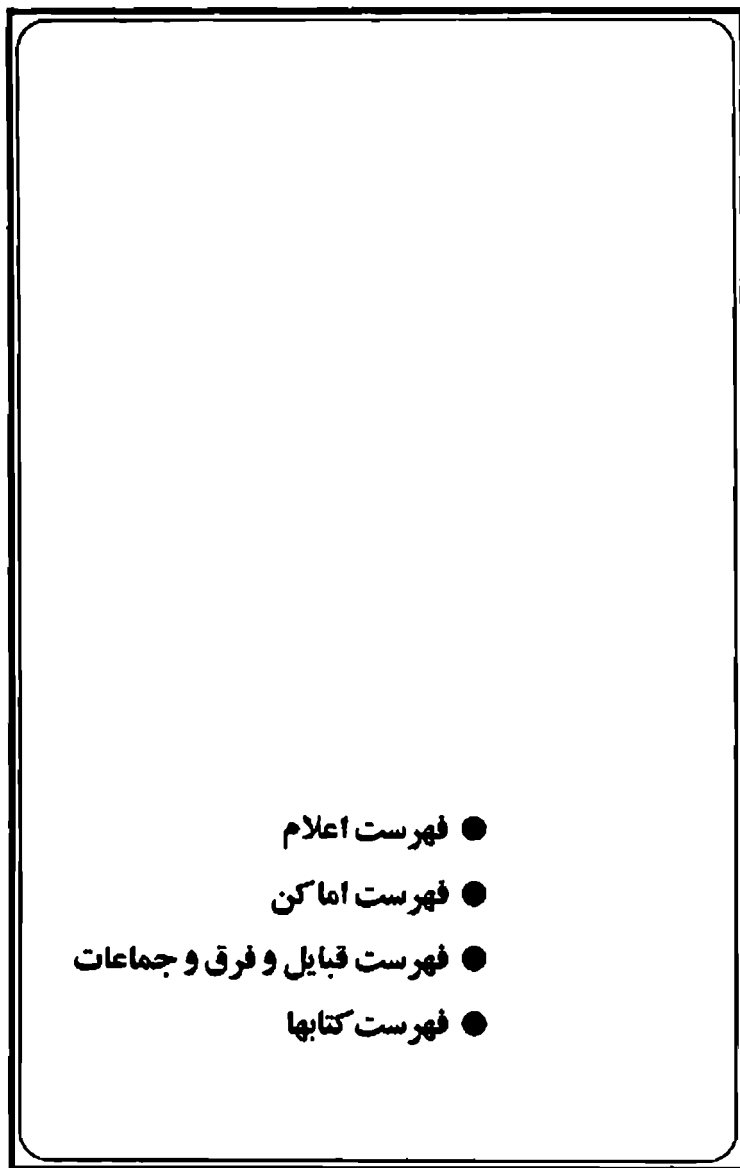 ● فهرست اعلام
● فهرست اماکن
● فهرست قبایل و فرق و جماعات
● فهرست کتابها